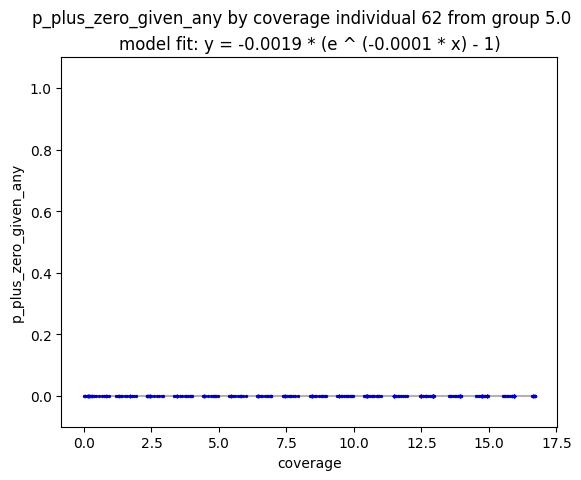 p_plus_zero_given_any by coverage individual 62 from group 5.0
model fit: y = -0.0019 * (e ^ (-0.0001 * x) - 1)
1.0
0.8
0.6
0.4
0.2
0.0
p_plus_zero_given_any
0.0 2.5 5.0 7.5 10.0 12.5 15.0 17.5
coverage